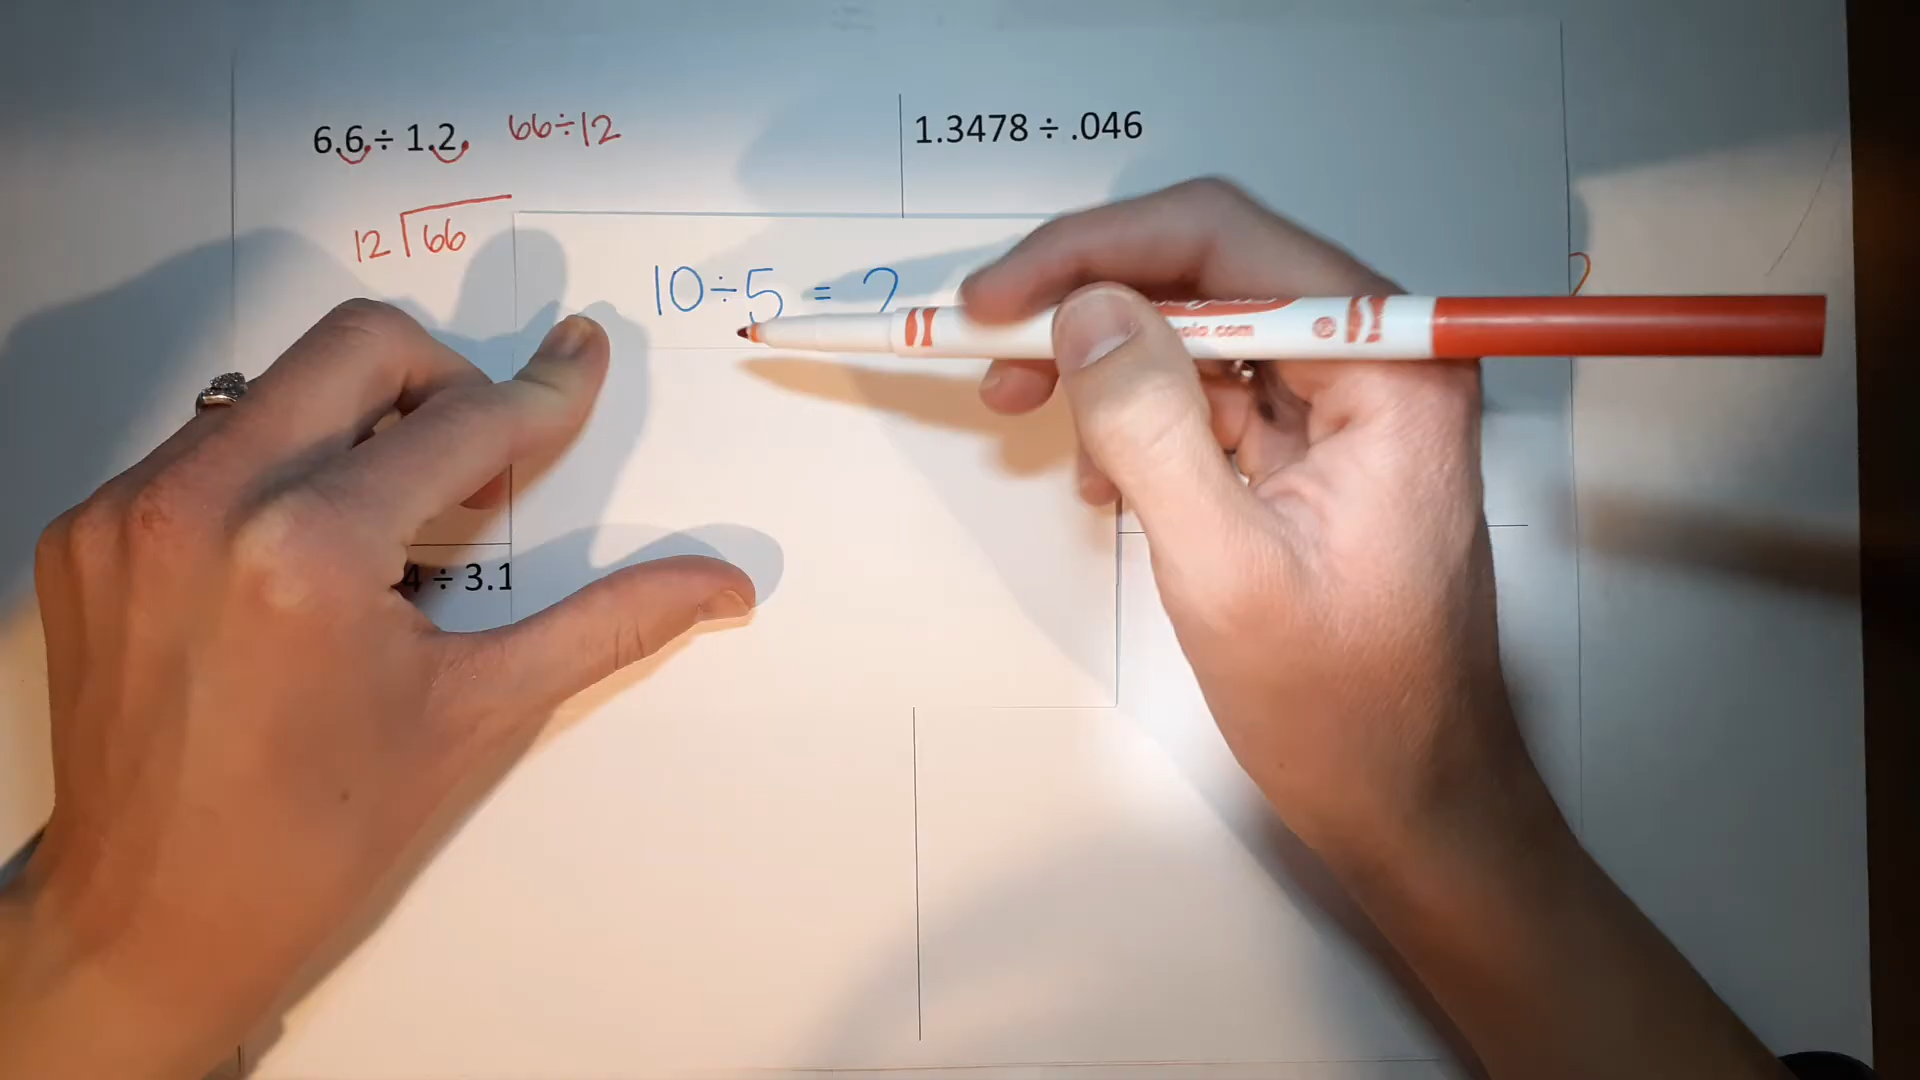 6.6 ÷ 1.2 66÷12
1.3478 ÷ .046
12 66
10÷5 =
4 ÷ 3.1